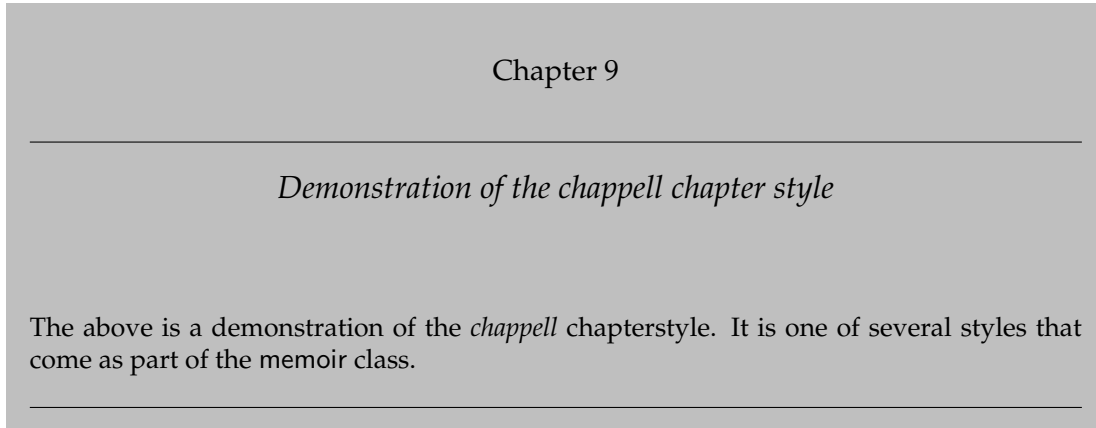 Chapter 9
Demonstration of the chappell chapter style
The above is a demonstration of the chappell chapterstyle. It is one of several styles that
come as part of the memoir class.